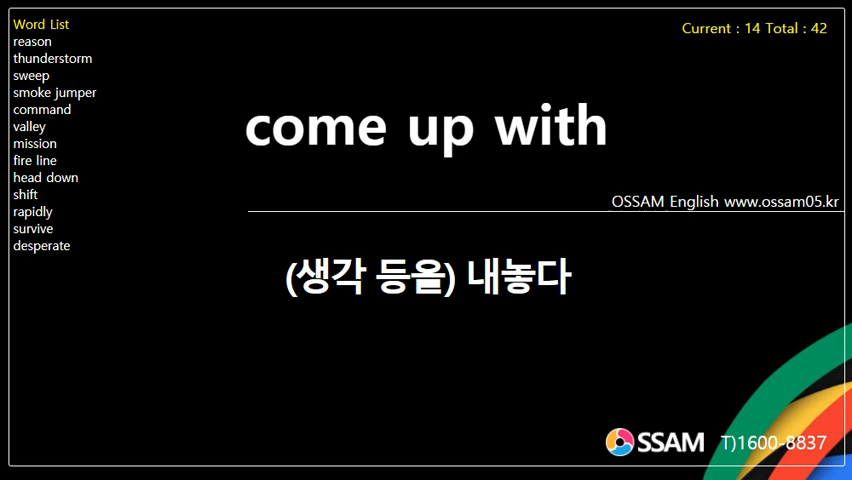 Word List
reason
thunderstorm
sweep
smoke jumper
command
valley
mission
fire line
head down
shift
rapidly
survive
desperate
Current : 14 Total : 42
come up with
OSSAM English www.ossam05.kr
(생각 등을) 내놓다
OSSAM T)1600-8837